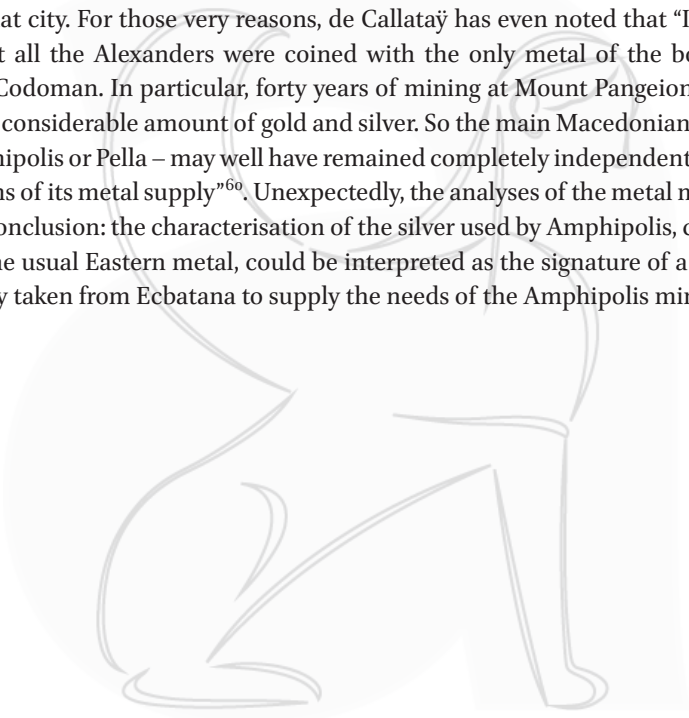 at city. For those very reasons, de Callataÿ has even noted that “I
t all the Alexanders were coined with the only metal of the be
Codoman. In particular, forty years of mining at Mount Pangeion
considerable amount of gold and silver. So the main Macedonian
nipolis or Pella – may well have remained completely independent
ns of its metal supply”⁶⁰. Unexpectedly, the analyses of the metal n
onclusion: the characterisation of the silver used by Amphipolis, c
ne usual Eastern metal, could be interpreted as the signature of a
y taken from Ecbatana to supply the needs of the Amphipolis min